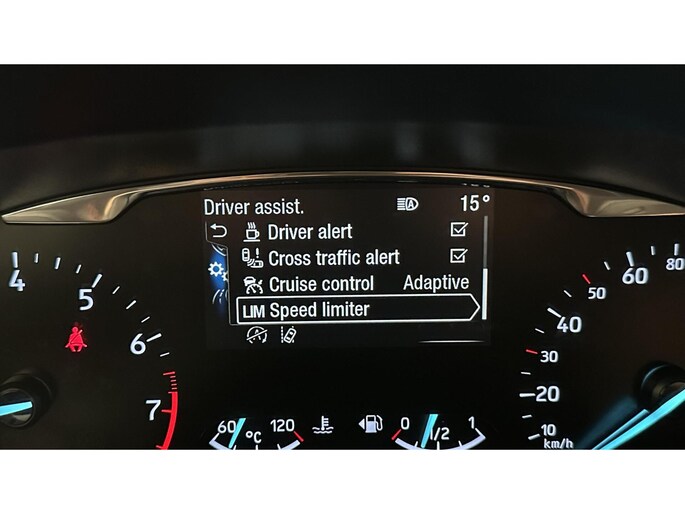 Driver assist. A 15°
Driver alert
Cross traffic alert
Cruise control Adaptive
LIM Speed limiter
A
4
5
6
7
60 °C 120
0 1/2 1
10
20
30
40
50
60
80
km/h